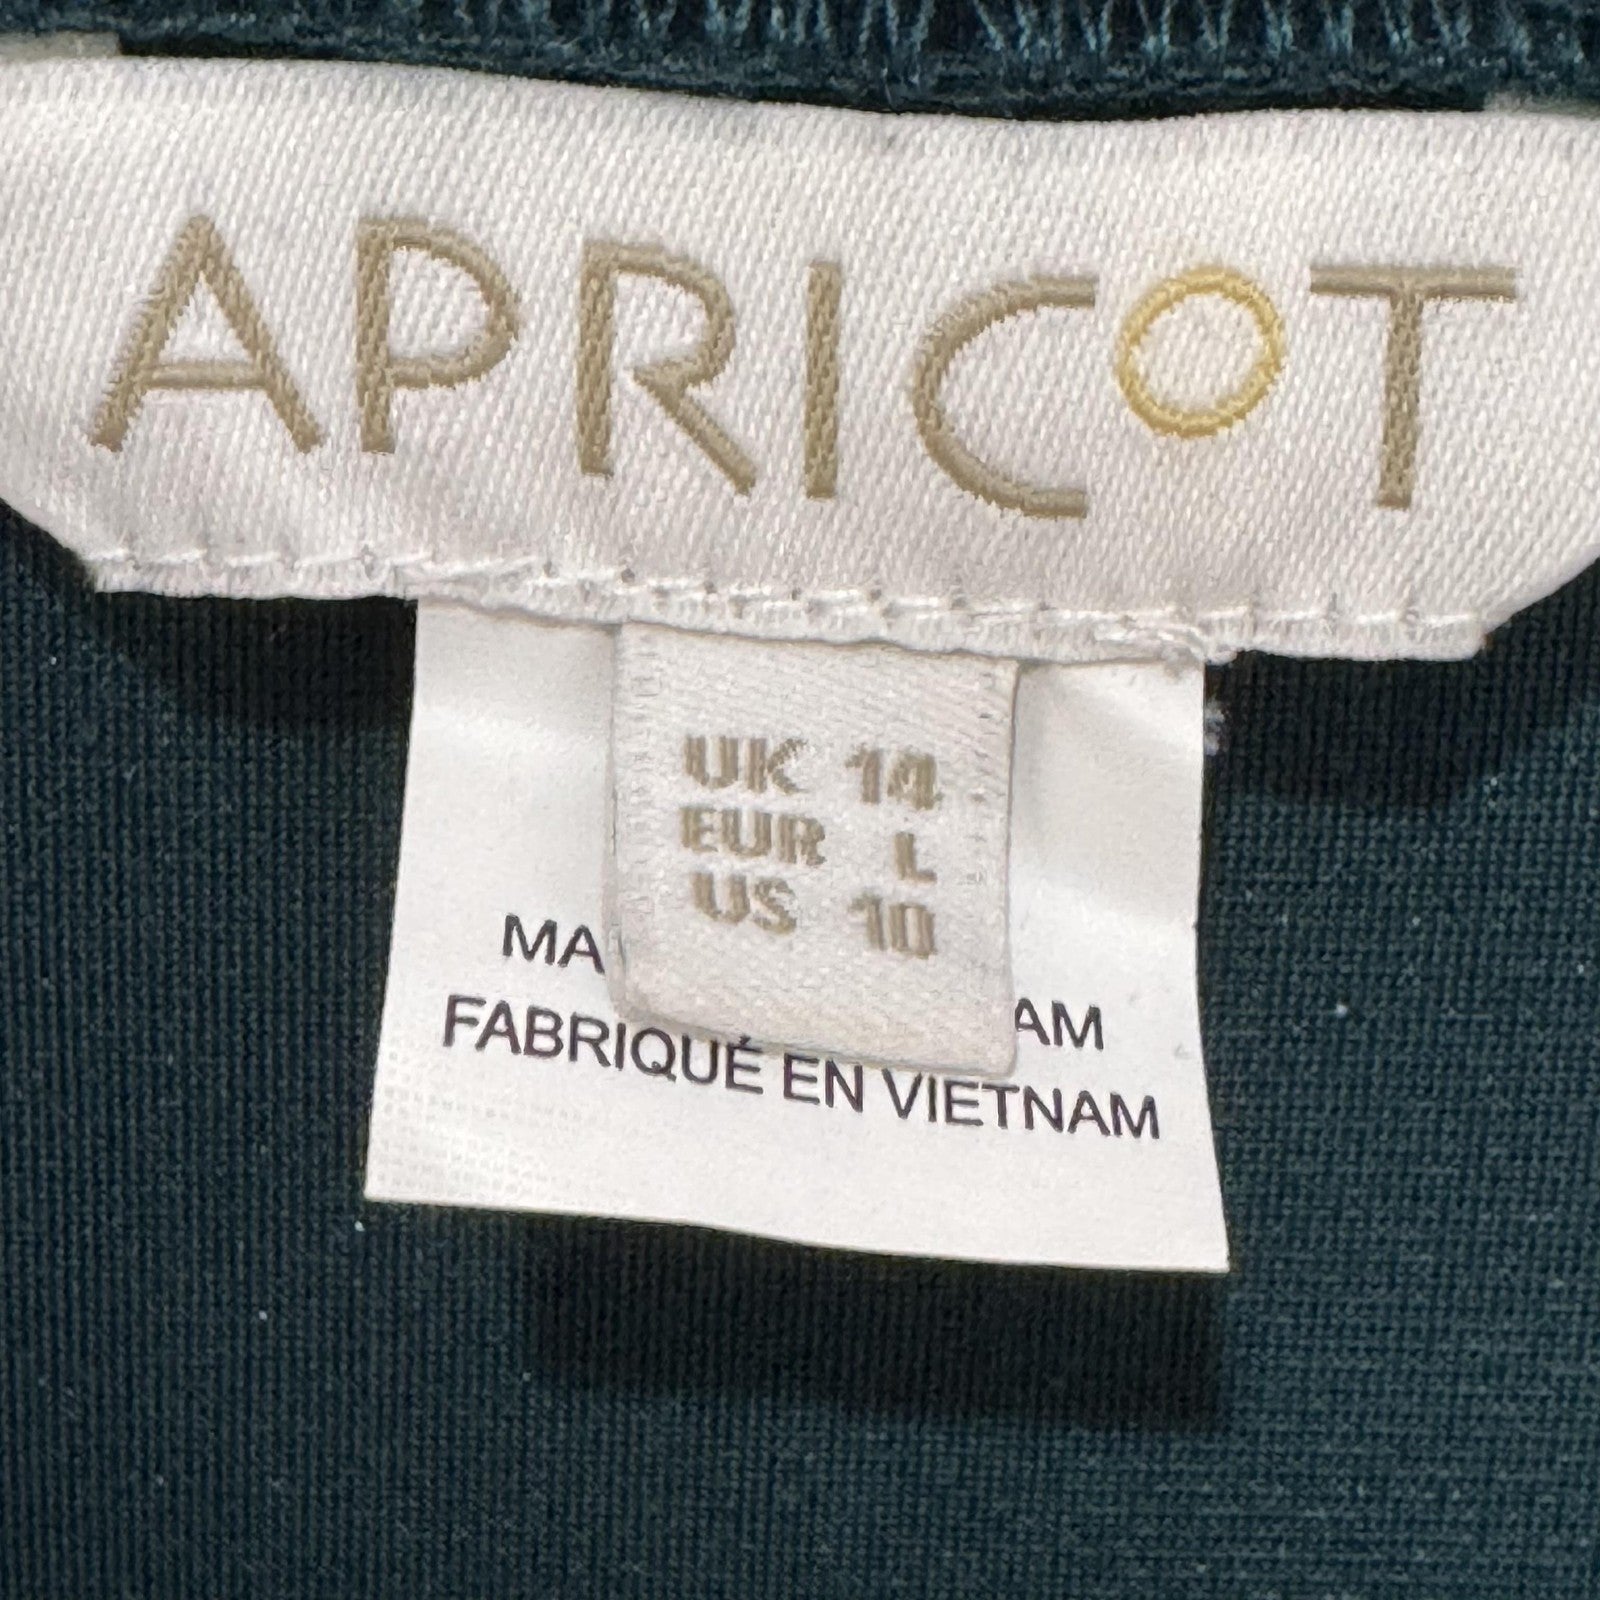 APRICOT
UK 14
EUR L
US 10
MA AM
FABRIQUÉ EN VIETNAM